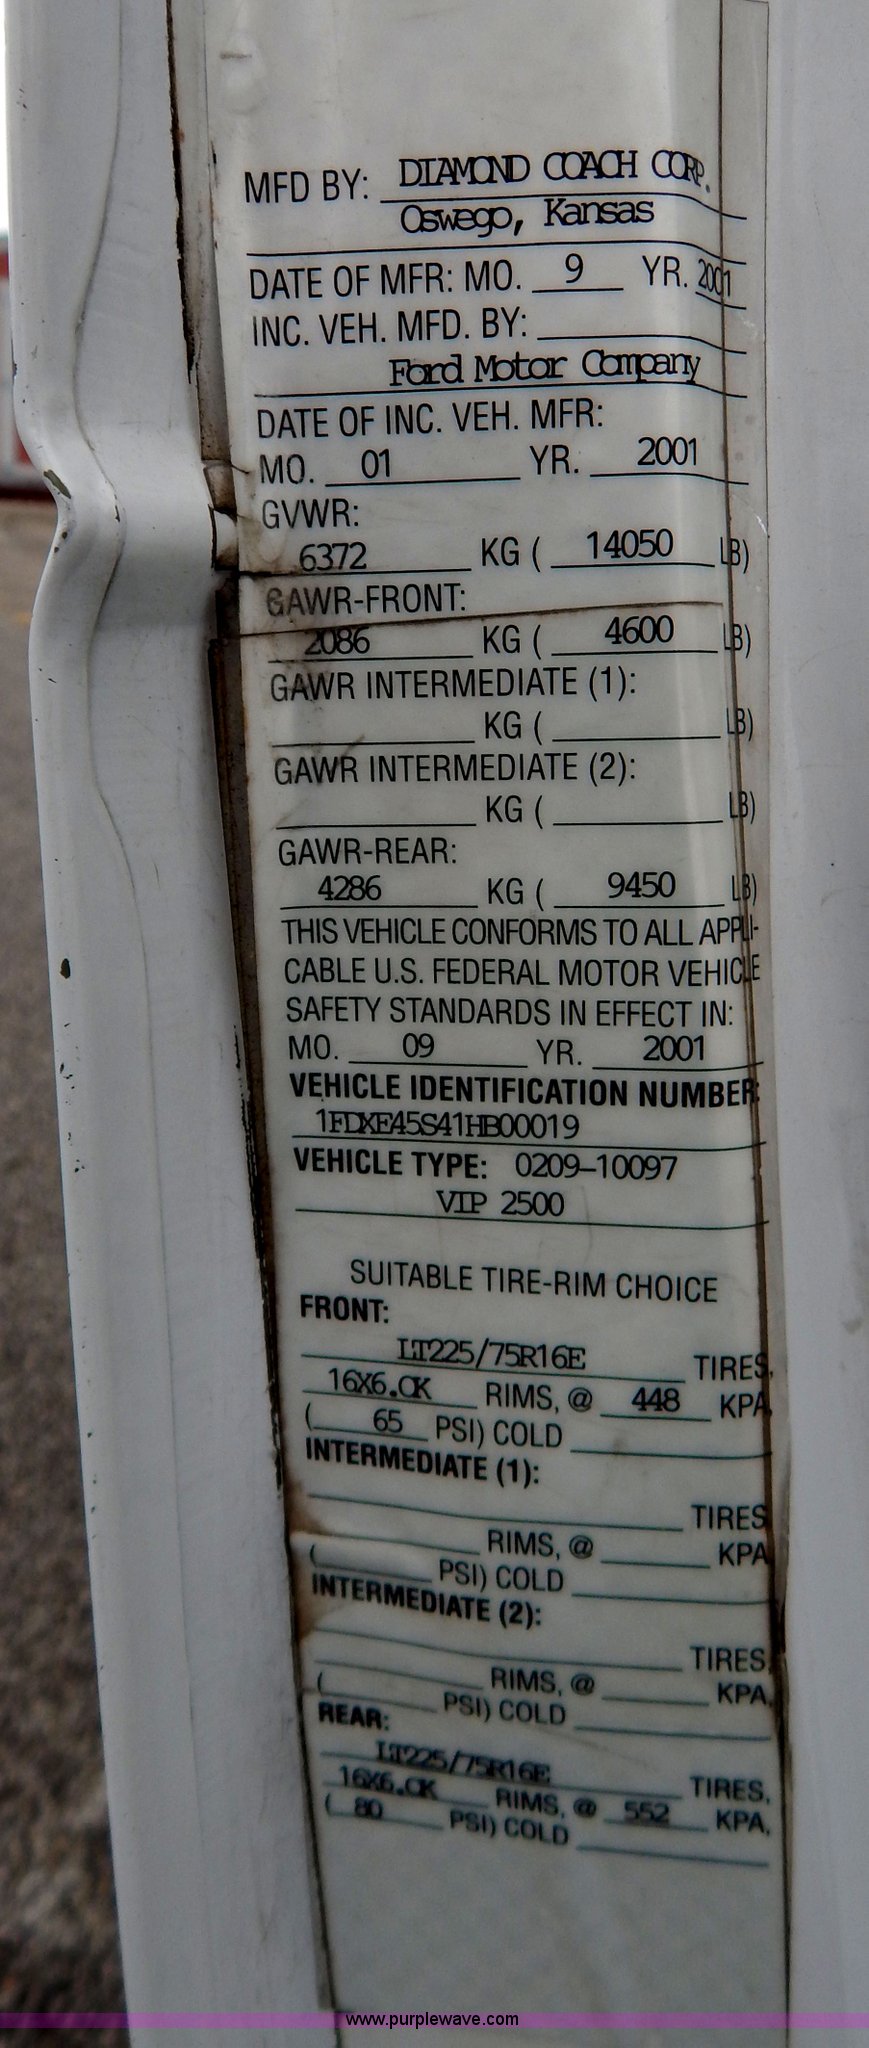 MFD BY: DIAMOND COACH CORP.
Oswego, Kansas
DATE OF MFR: MO. 9 YR. 2001
INC. VEH. MFD. BY:
Ford Motor Company
DATE OF INC. VEH. MFR:
MO. 01 YR. 2001
GVWR:
6372 KG ( 14050 LB)
GAWR-FRONT:
2086 KG ( 4600 LB)
GAWR INTERMEDIATE (1):
KG ( LB)
GAWR INTERMEDIATE (2):
KG ( LB)
GAWR-REAR:
4286 KG ( 9450 LB)
THIS VEHICLE CONFORMS TO ALL APPLI-
CABLE U.S. FEDERAL MOTOR VEHICLE
SAFETY STANDARDS IN EFFECT IN:
MO. 09 YR. 2001
VEHICLE IDENTIFICATION NUMBER:
1FDXE45S41HB00019
VEHICLE TYPE: 0209-10097
VIP 2500
SUITABLE TIRE-RIM CHOICE
FRONT:
LT225/75R16E TIRES,
16X6.0K RIMS, @ 448 KPA
( 65 PSI) COLD
INTERMEDIATE (1):
TIRES
RIMS, @ KPA
( PSI) COLD
INTERMEDIATE (2):
TIRES,
RIMS, @ KPA,
( PSI) COLD
REAR:
LT225/75R16E TIRES,
16X6.0K RIMS, @ 552 KPA,
( 80 PSI) COLD
www.purplewave.com